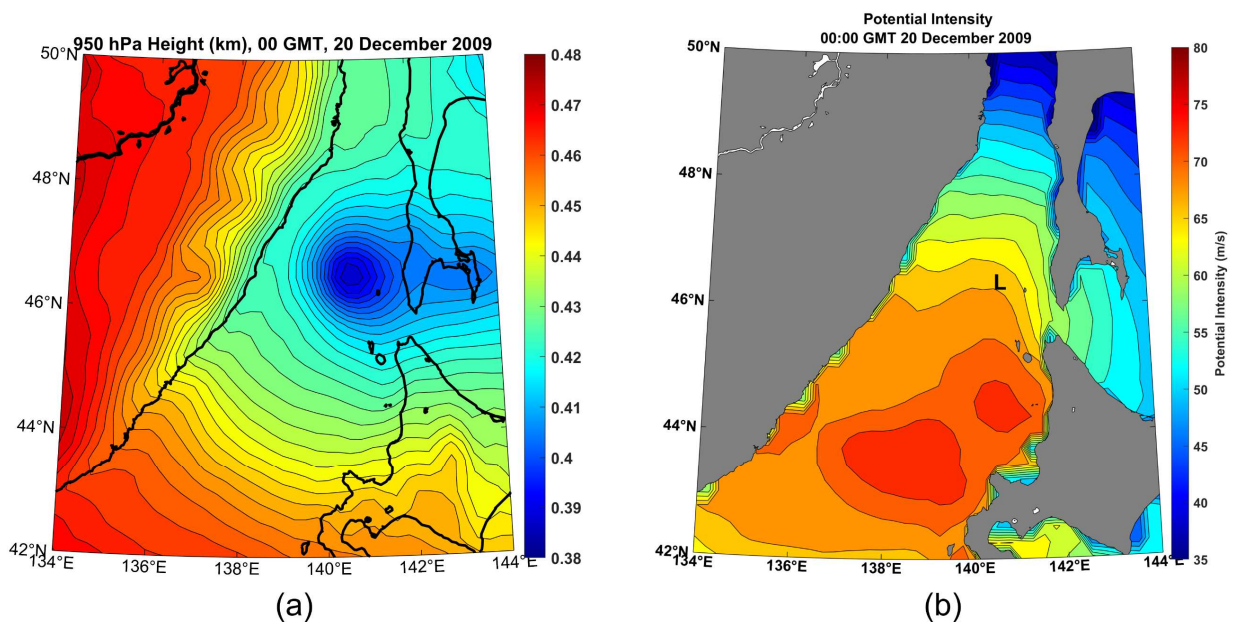 950 hPa Height (km), 00 GMT, 20 December 2009
50°N
48°N
46°N
44°N
42°N
134°E
136°E
138°E
140°E
142°E
144°E
0.48
0.47
0.46
0.45
0.44
0.43
0.42
0.41
0.4
0.39
0.38
(a)
Potential Intensity
00:00 GMT 20 December 2009
50°N
48°N
46°N
44°N
42°N
134°E
136°E
138°E
140°E
142°E
144°E
L
80
75
70
65
60
55
50
45
40
35
Potential Intensity (m/s)
(b)